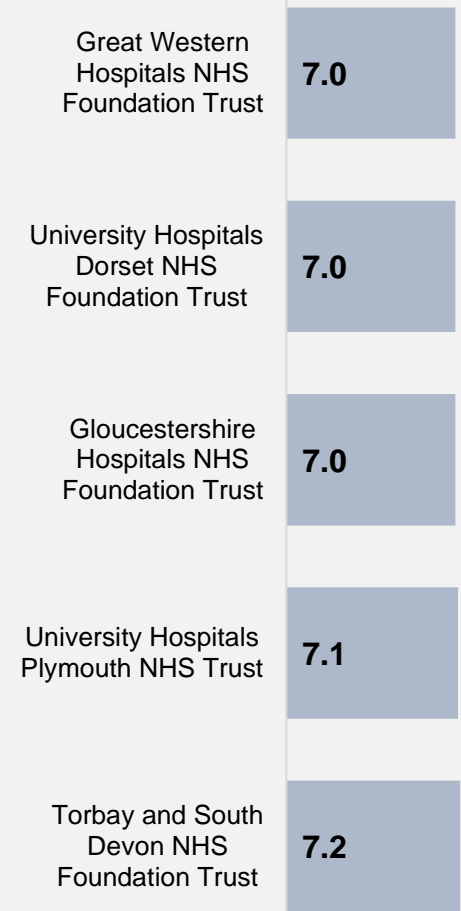 Great Western
Hospitals NHS
Foundation Trust
7.0
University Hospitals
Dorset NHS
Foundation Trust
7.0
Gloucestershire
Hospitals NHS
Foundation Trust
7.0
University Hospitals
Plymouth NHS Trust
7.1
Torbay and South
Devon NHS
Foundation Trust
7.2